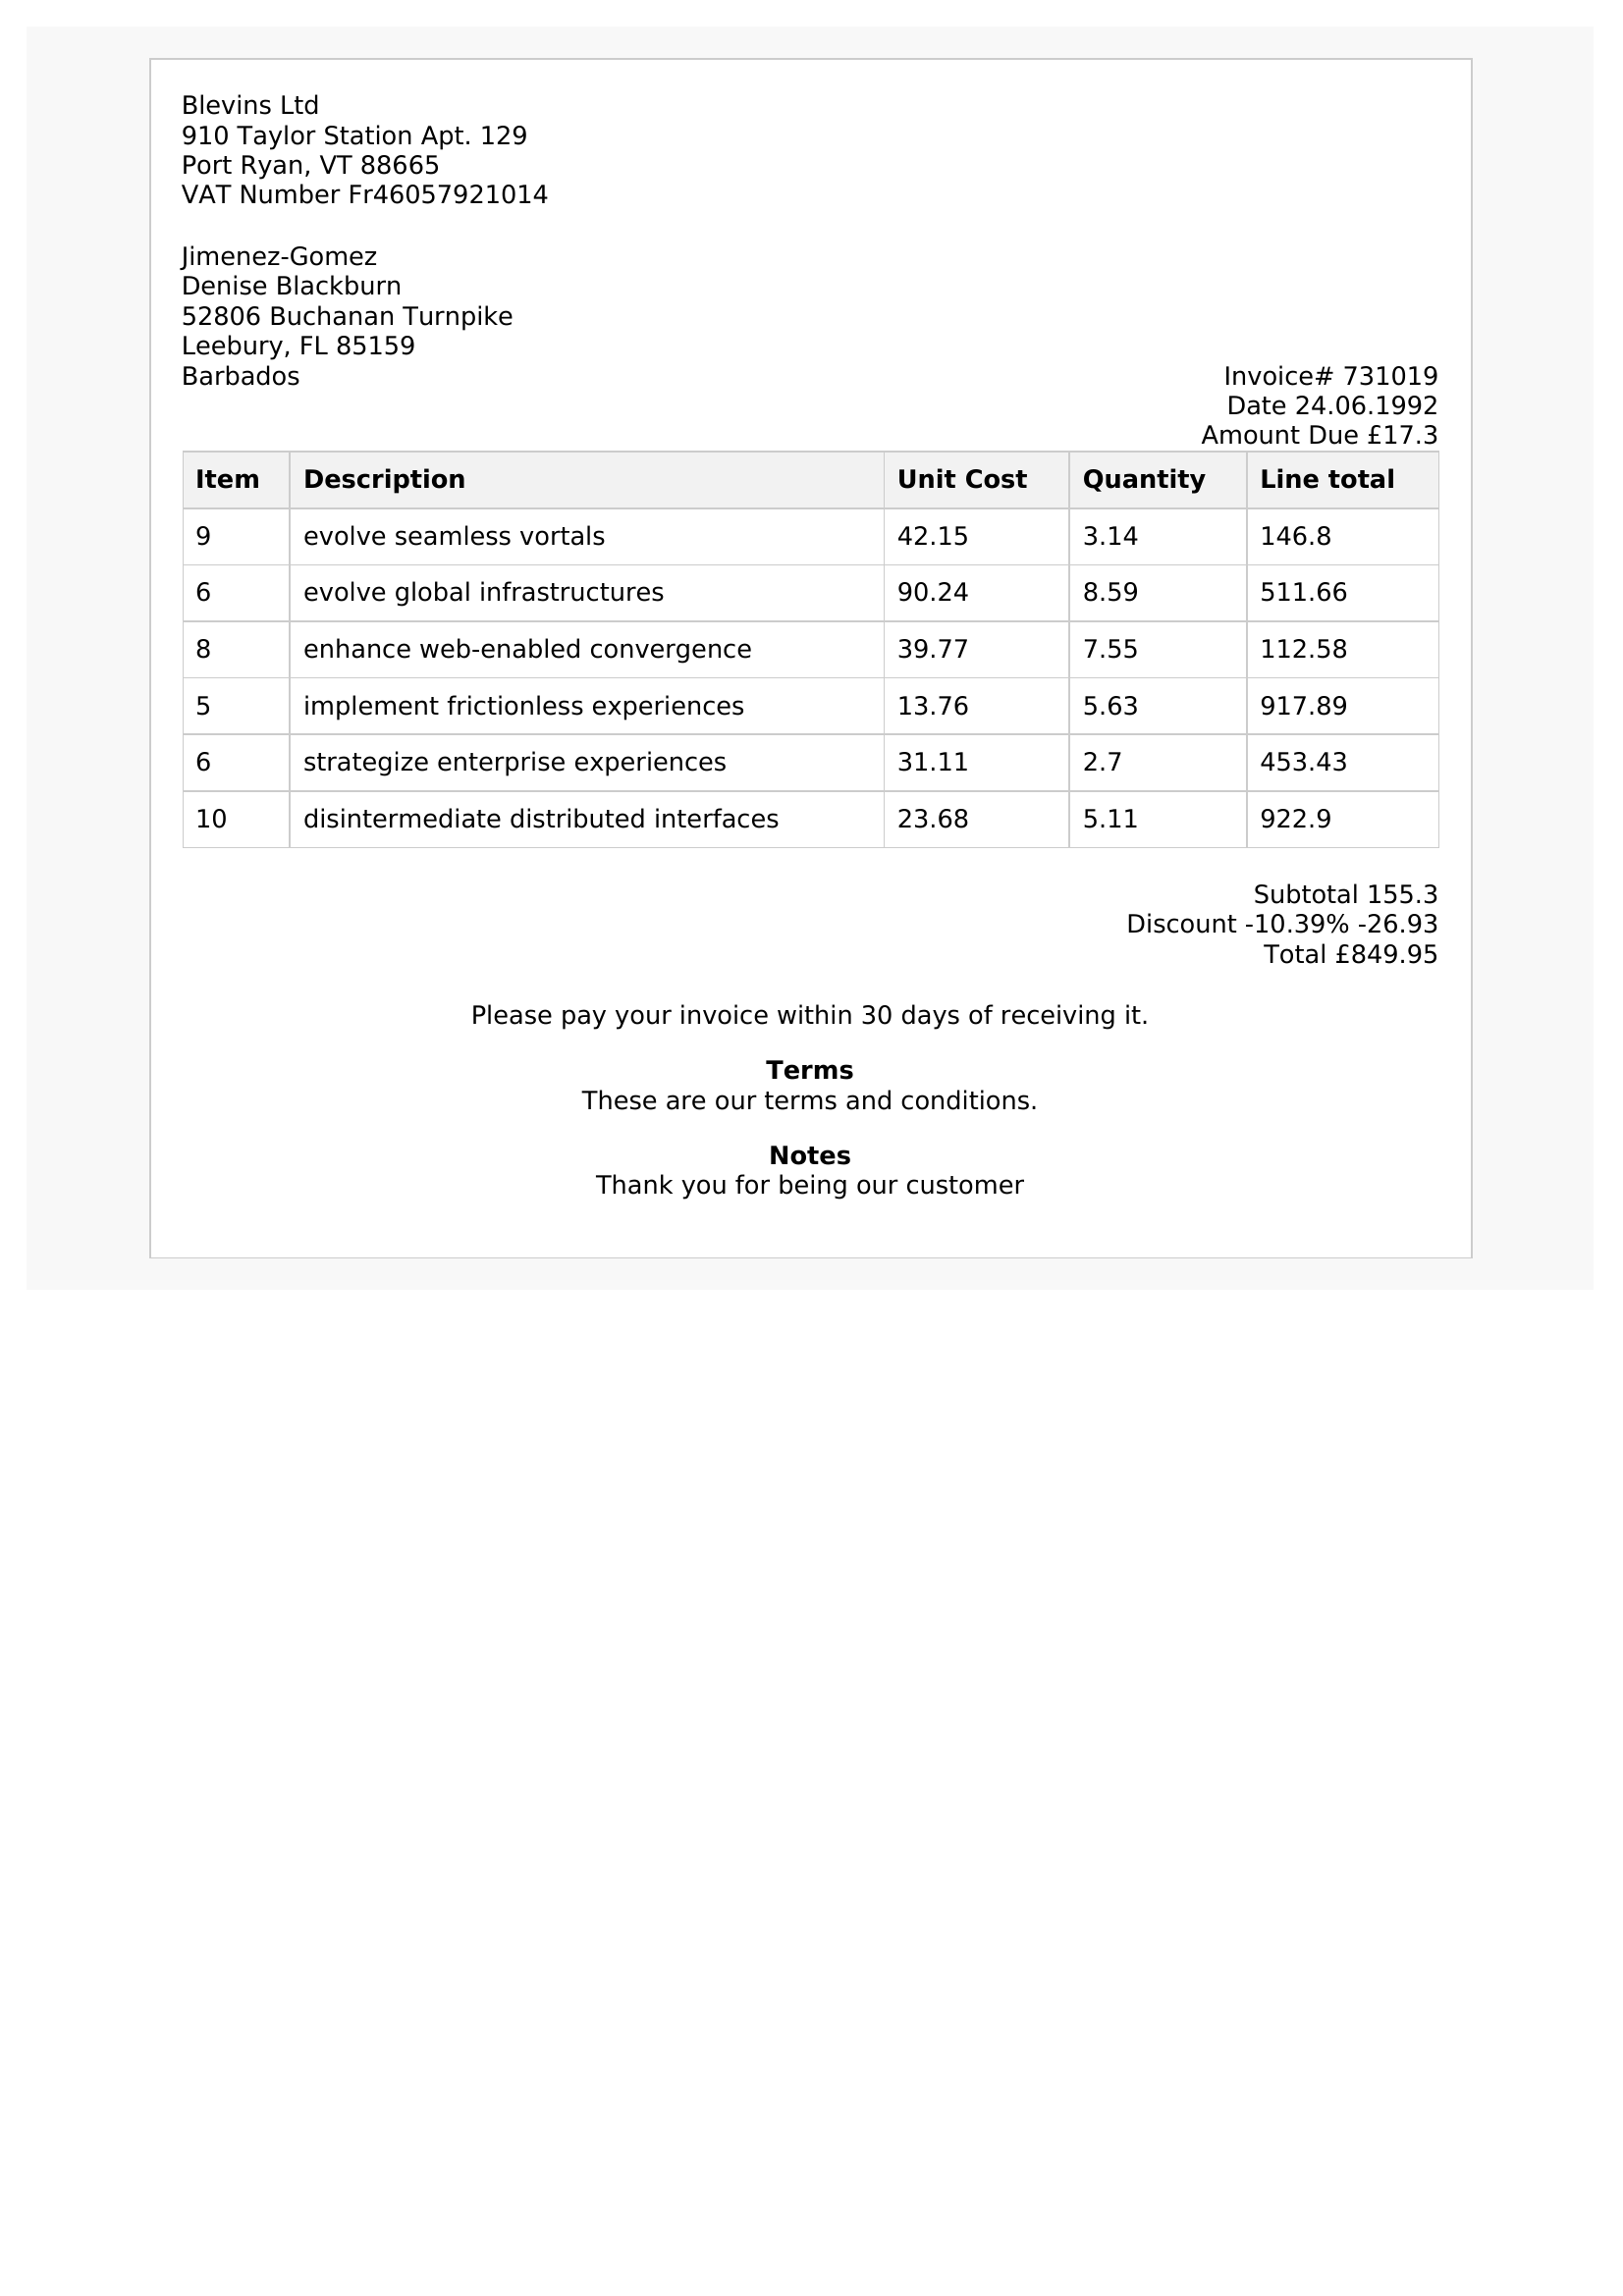 Blevins Ltd
910 Taylor Station Apt. 129
Port Ryan, VT 88665
VAT Number Fr46057921014
Jimenez-Gomez
Denise Blackburn
52806 Buchanan Turnpike
Leebury, FL 85159
Barbados
Invoice# 731019
Date 24.06.1992
Amount Due £17.3
Item Description Unit Cost Quantity Line total
9 evolve seamless vortals 42.15 3.14 146.8
6 evolve global infrastructures 90.24 8.59 511.66
8 enhance web-enabled convergence 39.77 7.55 112.58
5 implement frictionless experiences 13.76 5.63 917.89
6 strategize enterprise experiences 31.11 2.7 453.43
10 disintermediate distributed interfaces 23.68 5.11 922.9
Subtotal 155.3
Discount -10.39% -26.93
Total £849.95
Please pay your invoice within 30 days of receiving it.
Terms
These are our terms and conditions.
Notes
Thank you for being our customer